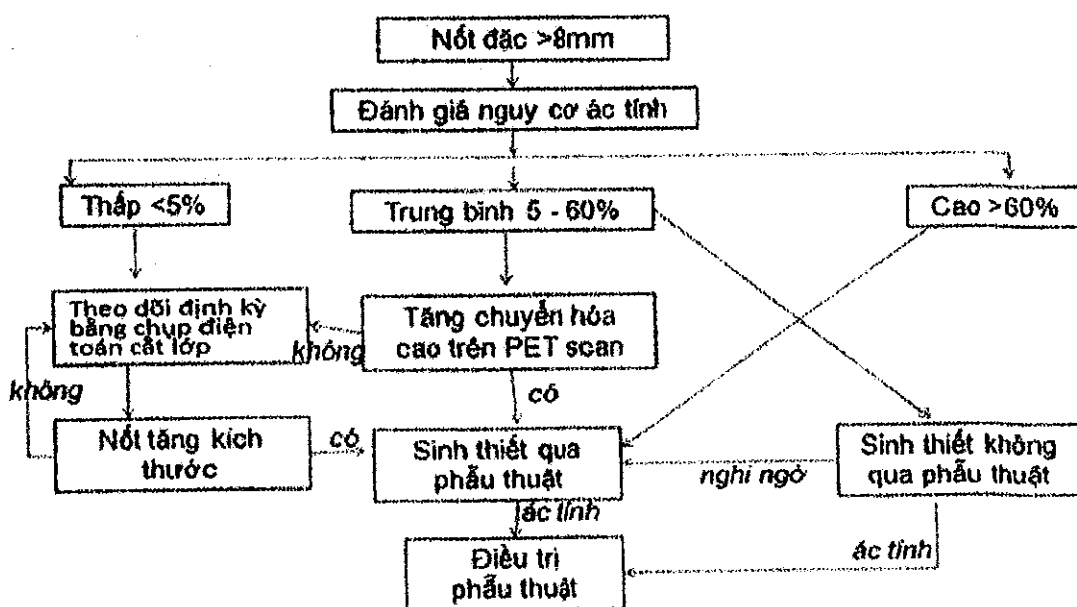 Nốt đặc >8mm
Đánh giá nguy cơ ác tính
Thấp <5%
Trung bình 5 - 60%
Cao >60%
Theo dõi định kỳ
bằng chụp điện
toán cắt lớp
không
Tăng chuyển hóa
cao trên PET scan
không
có
Nốt tăng kích
thước
có
Sinh thiết qua
phẫu thuật
nghi ngờ
Sinh thiết không
qua phẫu thuật
ác tính
Điều trị
phẫu thuật
ác tính